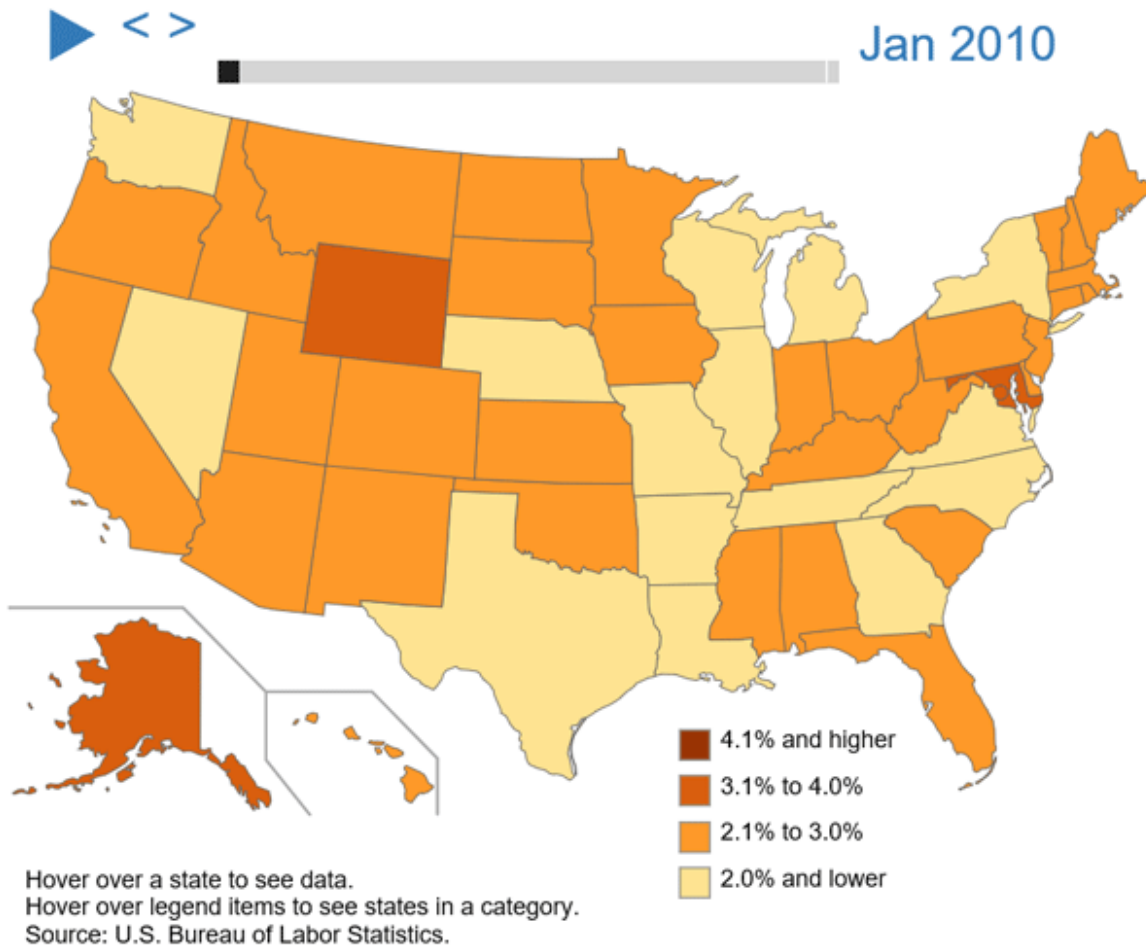 < >
Jan 2010
4.1% and higher
3.1% to 4.0%
2.1% to 3.0%
2.0% and lower
Hover over a state to see data.
Hover over legend items to see states in a category.
Source: U.S. Bureau of Labor Statistics.